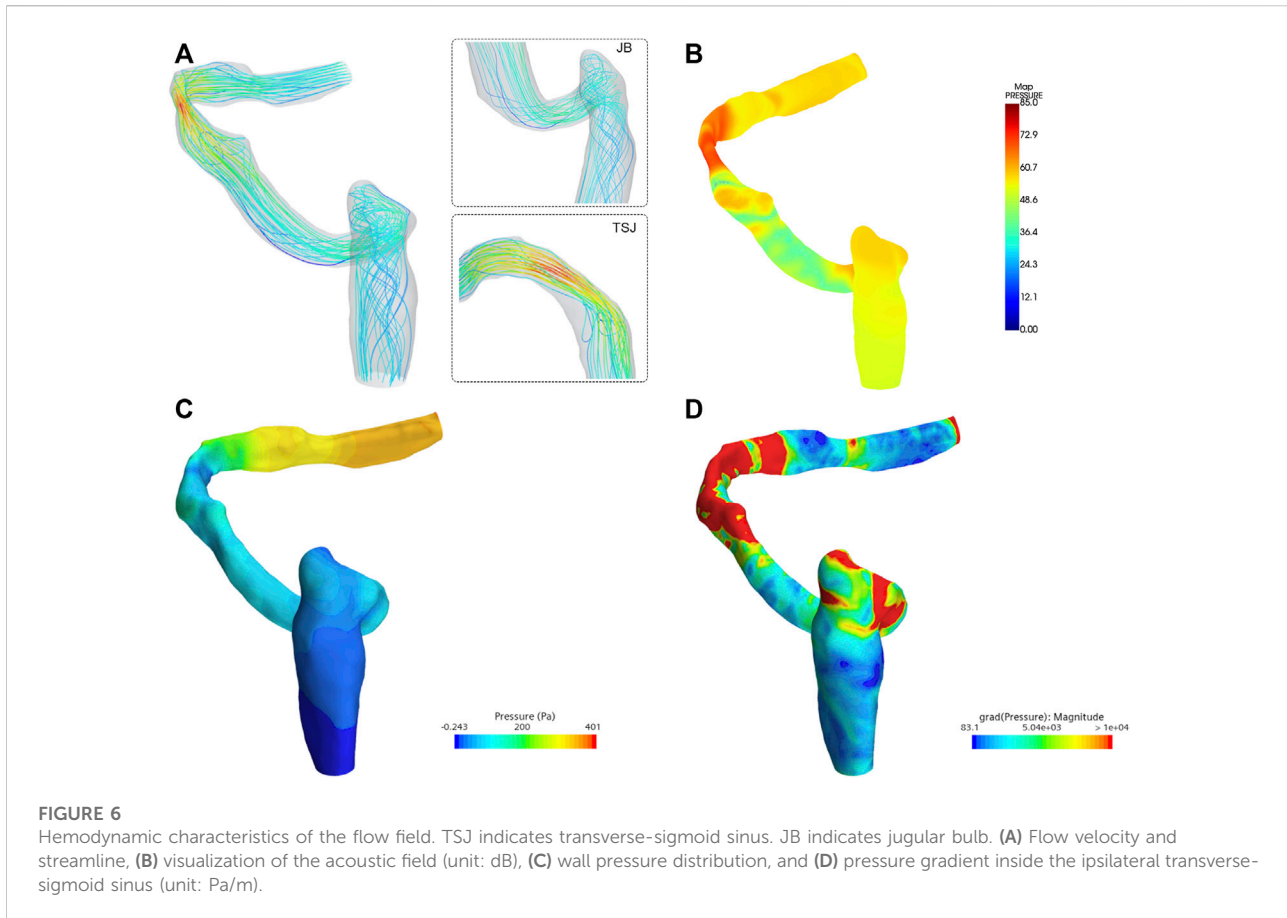 A
JB
TSJ
B
Map
PRESSURE
85.0
72.9
60.7
48.6
36.4
24.3
12.1
0.00
C
Pressure (Pa)
-0.243 200 401
D
grad(Pressure): Magnitude
83.1 5.04e+03 > 1e+04
FIGURE 6
Hemodynamic characteristics of the flow field. TSJ indicates transverse-sigmoid sinus. JB indicates jugular bulb. (A) Flow velocity and
streamline, (B) visualization of the acoustic field (unit: dB), (C) wall pressure distribution, and (D) pressure gradient inside the ipsilateral transverse-
sigmoid sinus (unit: Pa/m).